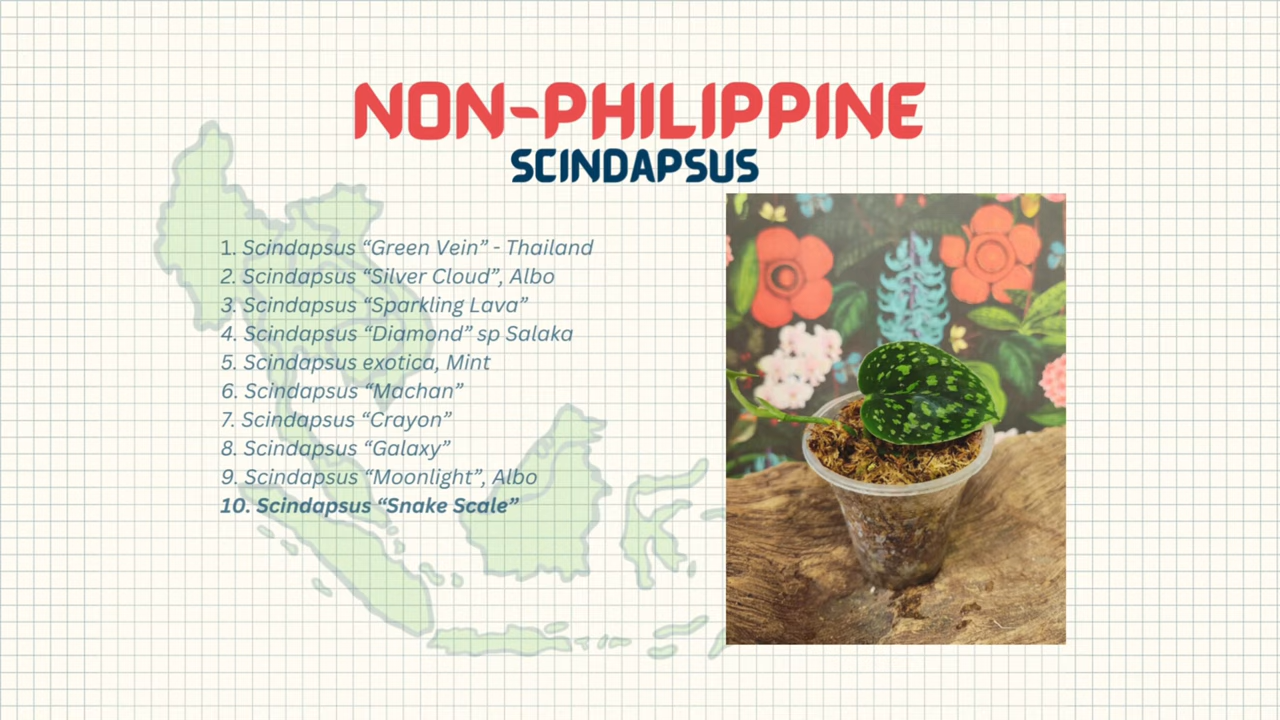 NON-PHILIPPINE
SCINDAPSUS
1. Scindapsus “Green Vein” - Thailand
2. Scindapsus “Silver Cloud”, Albo
3. Scindapsus “Sparkling Lava”
4. Scindapsus “Diamond” sp Salaka
5. Scindapsus exotica, Mint
6. Scindapsus “Machan”
7. Scindapsus “Crayon”
8. Scindapsus “Galaxy”
9. Scindapsus “Moonlight”, Albo
10. Scindapsus “Snake Scale”